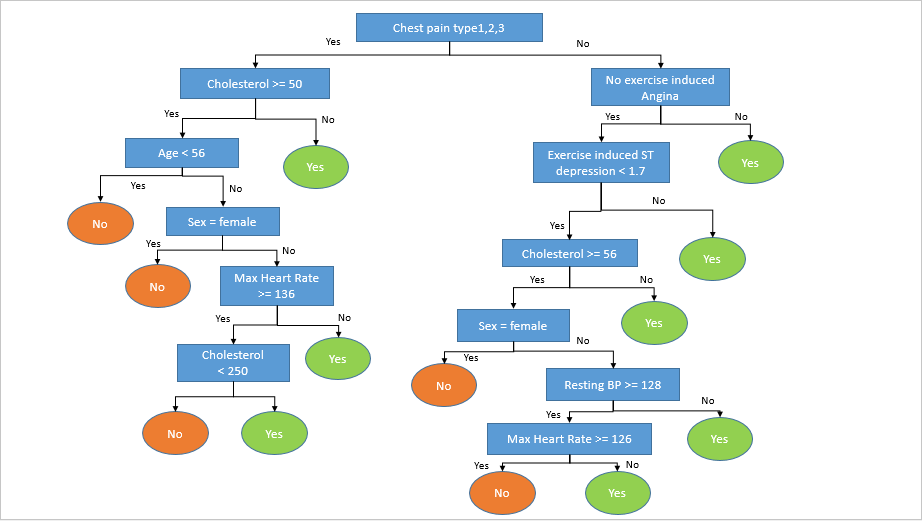 Chest pain type1,2,3
Yes
No
Cholesterol >= 50
No exercise induced
Angina
Yes
No
Yes
No
Age < 56
Yes
Exercise induced ST
depression < 1.7
Yes
Yes
No
Yes
No
No
Sex = female
Yes
Cholesterol >= 56
Yes
Yes
No
No
Max Heart Rate
>= 136
Yes
No
Yes
No
Sex = female
Yes
Cholesterol
< 250
Yes
Yes
No
No
Resting BP >= 128
No
Yes
Yes
No
Max Heart Rate >= 126
Yes
Yes
No
No
Yes